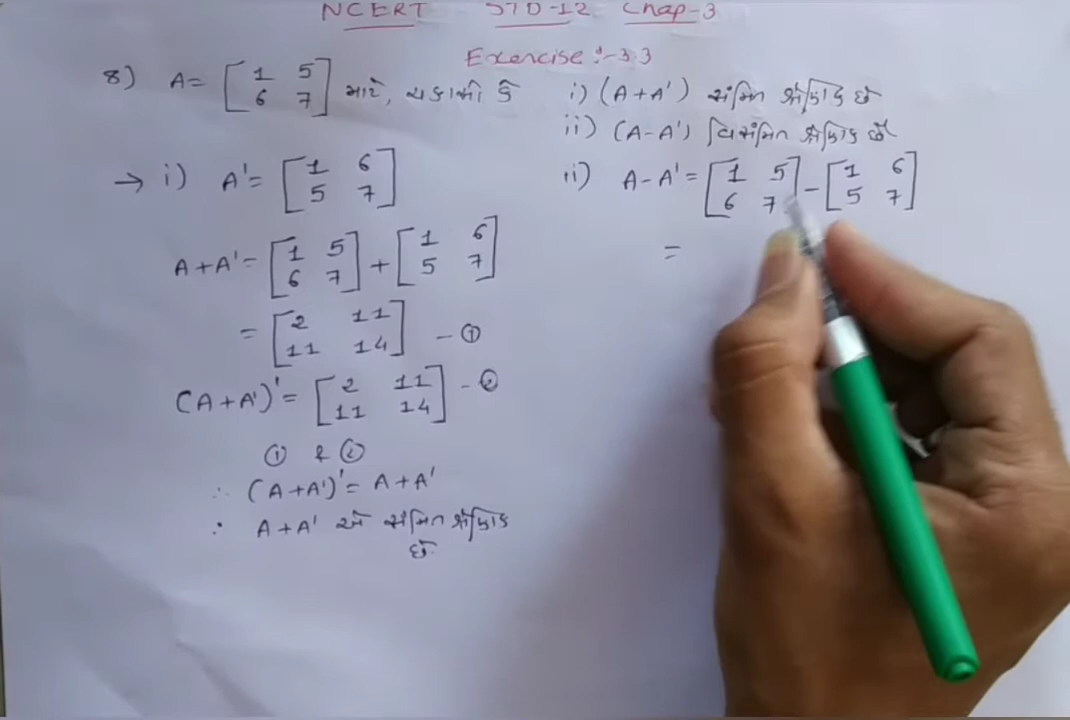 NCERT STD-12 Chap-3
Exercise :- 3.3
8) A = [1 5 6 7] માટે, ચકાસો કે
i) (A+A') સંમિત શ્રેણિક છે
ii) (A-A') વિસંમિત શ્રેણિક છે
→ i) A' = [1 6 5 7]
A+A' = [1 5 6 7] + [1 6 5 7]
= [2 11 11 14] - ①
(A+A')' = [2 11 11 14] - ②
① & ②
∴ (A+A')' = A+A'
∴ A+A' એ સંમિત શ્રેણિક
છે.
ii) A-A' = [1 5 6 7] - [1 6 5 7]
=